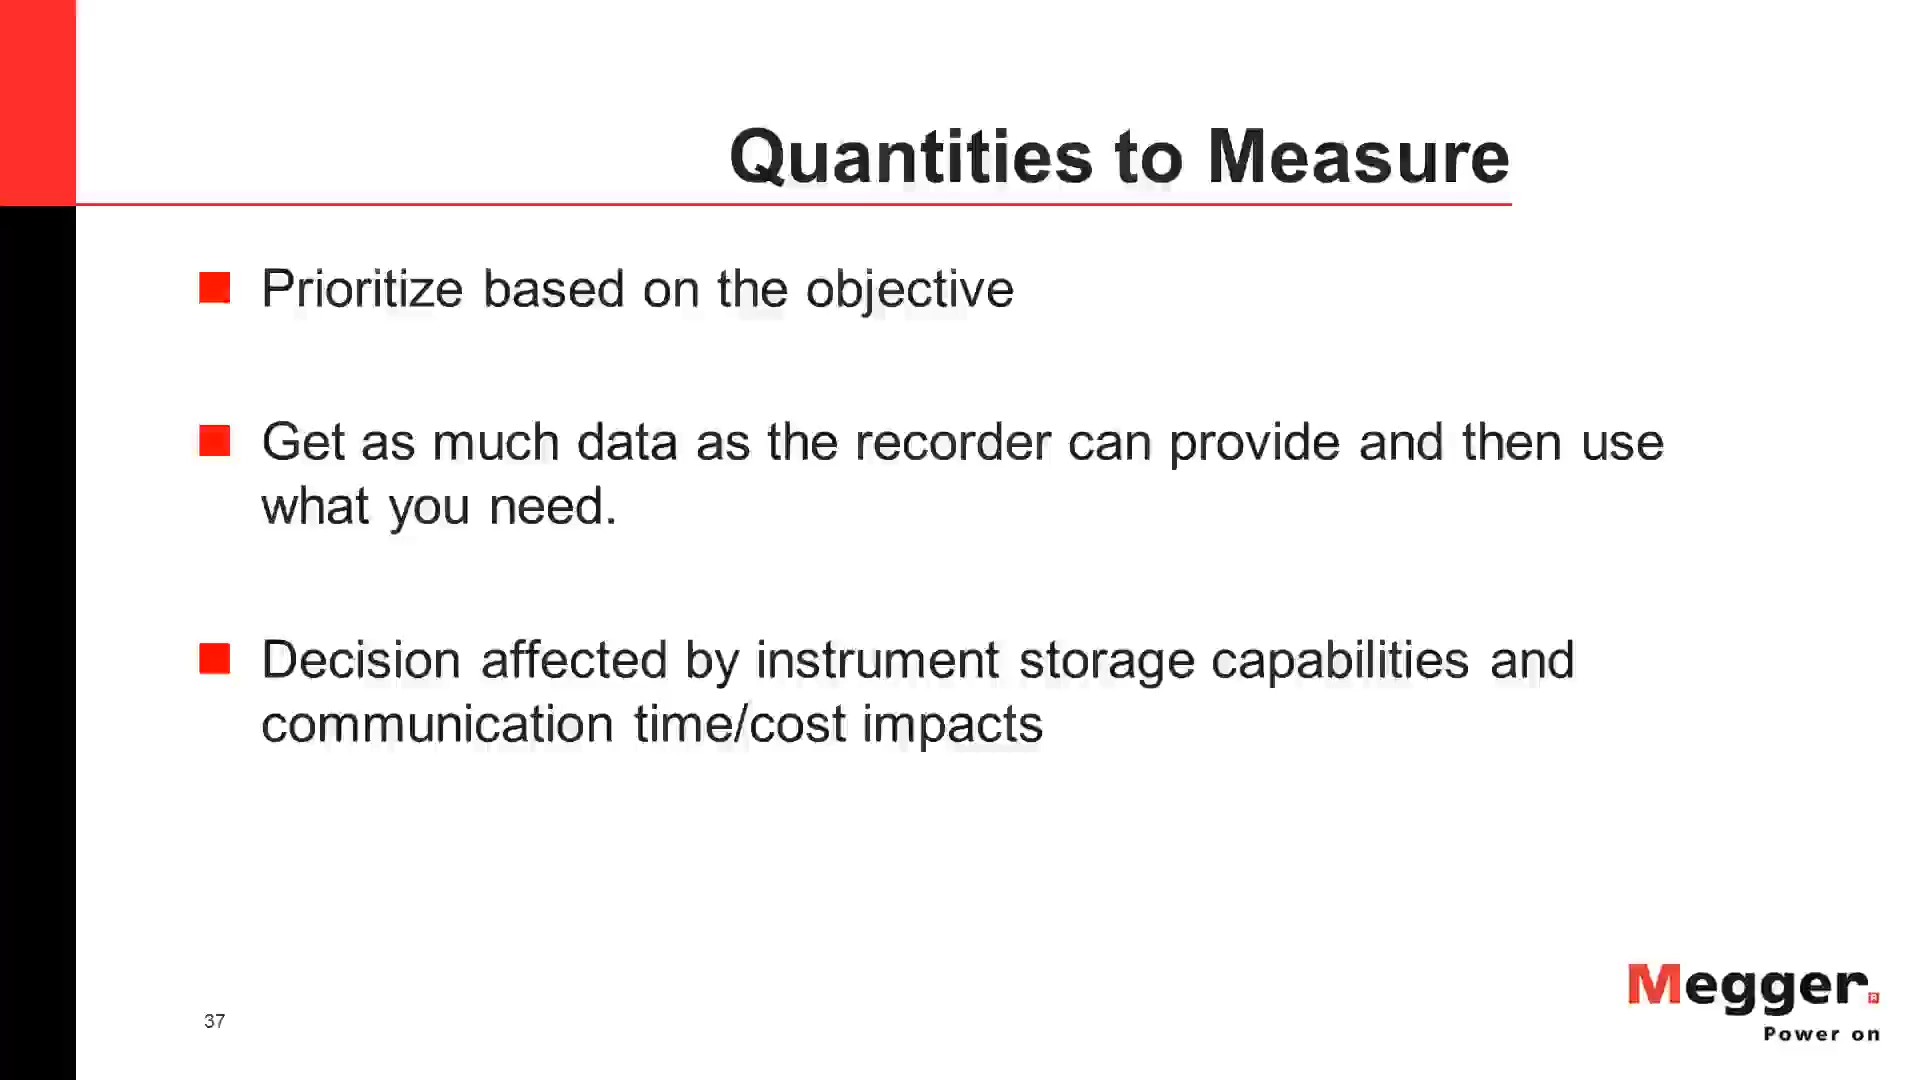 Quantities to Measure
Prioritize based on the objective
Get as much data as the recorder can provide and then use
what you need.
Decision affected by instrument storage capabilities and
communication time/cost impacts
37
Megger®
Power on